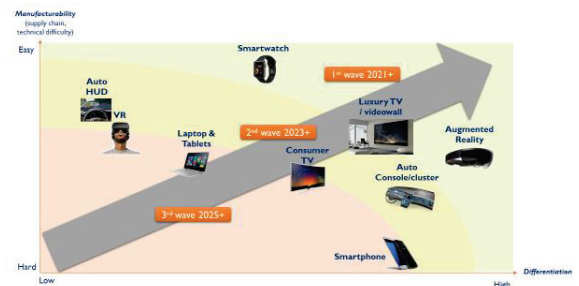 Manufacturability
(supply chain,
technical difficulty)
Easy
Smartwatch
1st wave 2021+
Auto
HUD
VR
Luxury TV
/ videowall
Laptop &
Tablets
2nd wave 2023+
Augmented
Reality
Consumer
TV
Auto
Console/cluster
3rd wave 2025+
Smartphone
Hard
Low
Differentiation
High